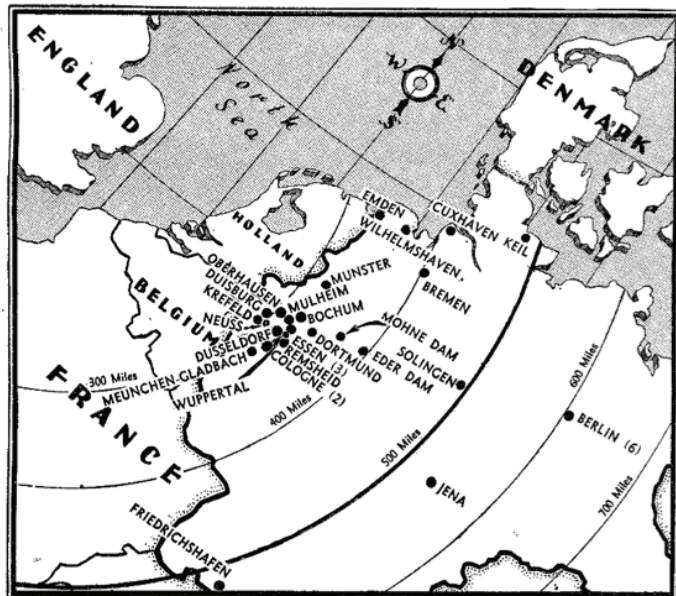 ENGLAND
North
Sea
N
W
E
S
DENMARK
HOLLAND
EMDEN
CUXHAVEN
KEIL
WILHELMSHAVEN
BREMEN
MUNSTER
OBERHAUSEN
DUISBURG
MULHEIM
KREFELD
BOCHUM
BELGIUM
NEUSS
MOHNE DAM
DUSSELDORF
ESSEN (3)
DORTMUND
SOLINGEN
REMSHEID
EDER DAM
MEUNCHEN-GLADBACH
COLOGNE (2)
WUPPERTAL
FRANCE
300 Miles
400 Miles
500 Miles
600 Miles
700 Miles
BERLIN (6)
JENA
FRIEDRICHSHAFEN